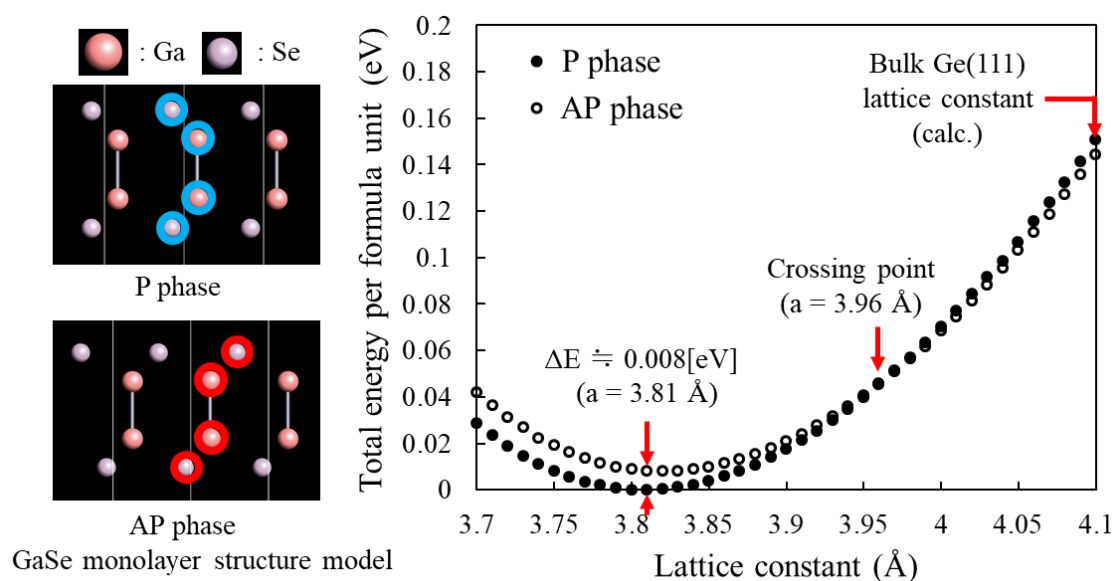 : Ga
: Se
P phase
AP phase
GaSe monolayer structure model
Total energy per formula unit (eV)
0.2
0.18
0.16
0.14
0.12
0.1
0.08
0.06
0.04
0.02
0
P phase
AP phase
Bulk Ge(111)
lattice constant
(calc.)
Crossing point
(a = 3.96 Å)
ΔE ≒ 0.008[eV]
(a = 3.81 Å)
3.7 3.75 3.8 3.85 3.9 3.95 4 4.05 4.1
Lattice constant (Å)